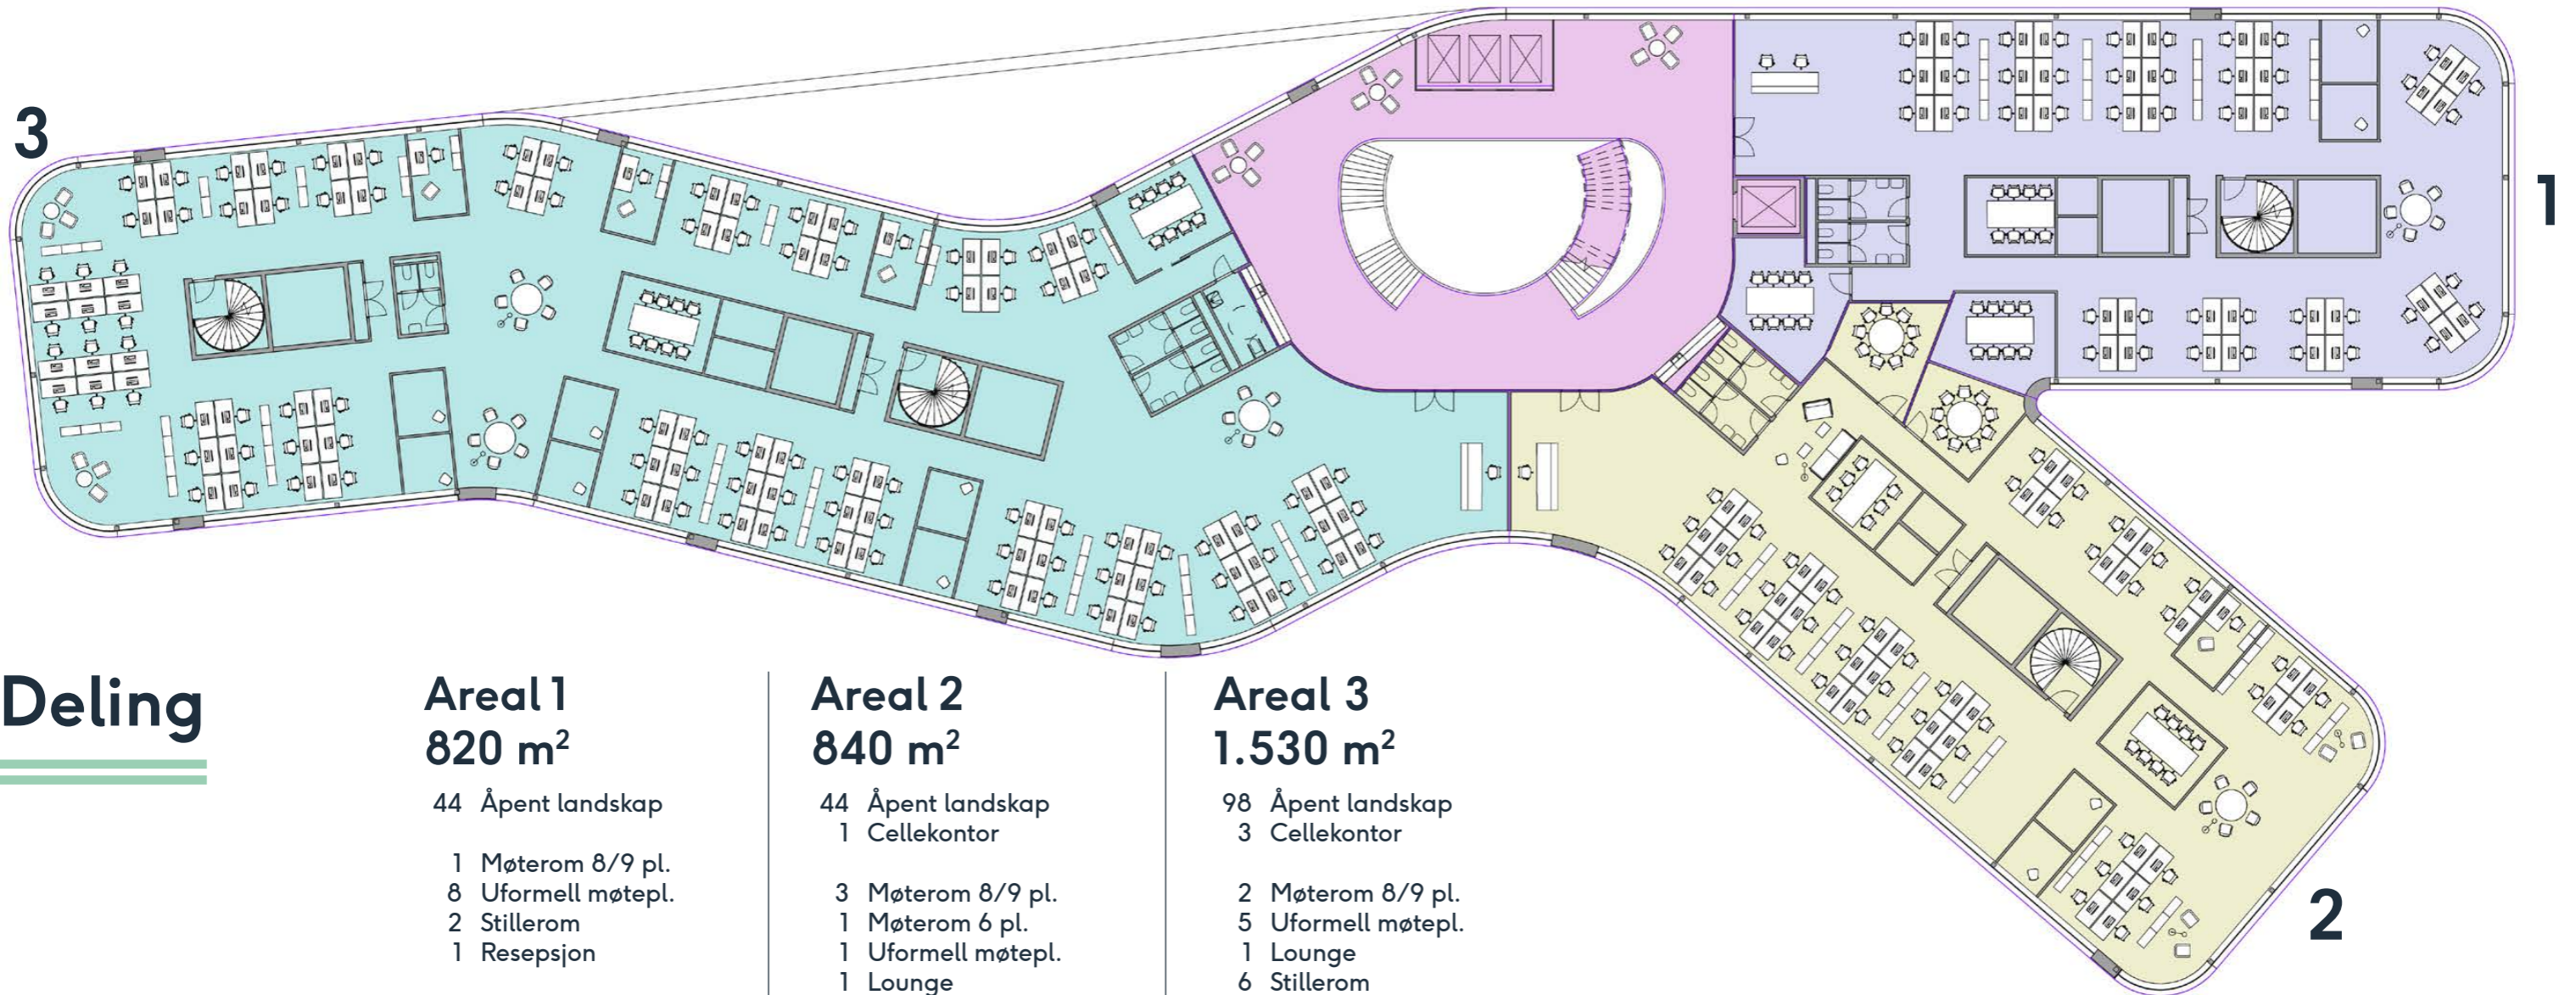 3
1
2
Deling
Areal 1
820 m²
44 Åpent landskap
1 Møterom 8/9 pl.
8 Uformell møtepl.
2 Stillerom
1 Resepsjon
Areal 2
840 m²
44 Åpent landskap
1 Cellekontor
3 Møterom 8/9 pl.
1 Møterom 6 pl.
1 Uformell møtepl.
1 Lounge
Areal 3
1.530 m²
98 Åpent landskap
3 Cellekontor
2 Møterom 8/9 pl.
5 Uformell møtepl.
1 Lounge
6 Stillerom